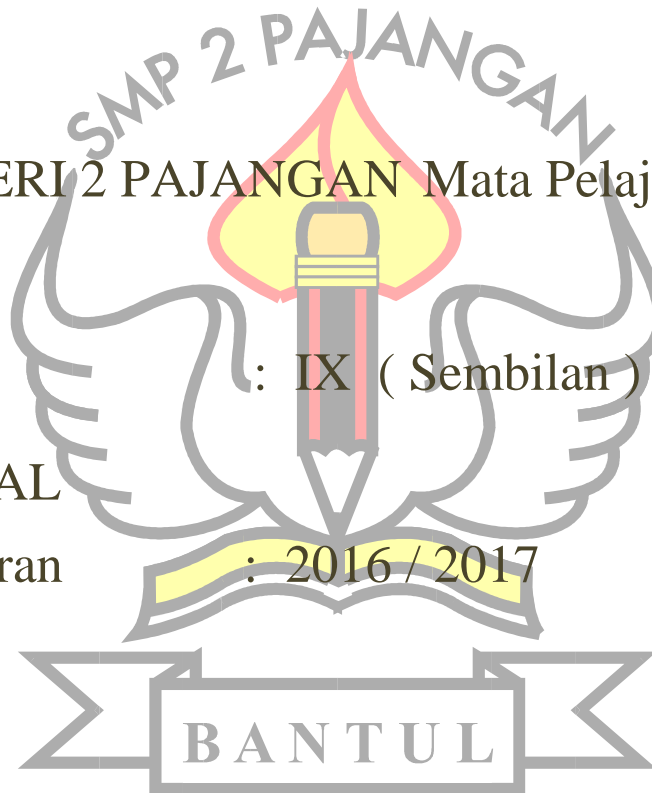 SMP 2 PAJANGAN
ERI 2 PAJANGAN Mata Pelaj
: IX ( Sembilan )
AL
ran : 2016 / 2017
BANTUL